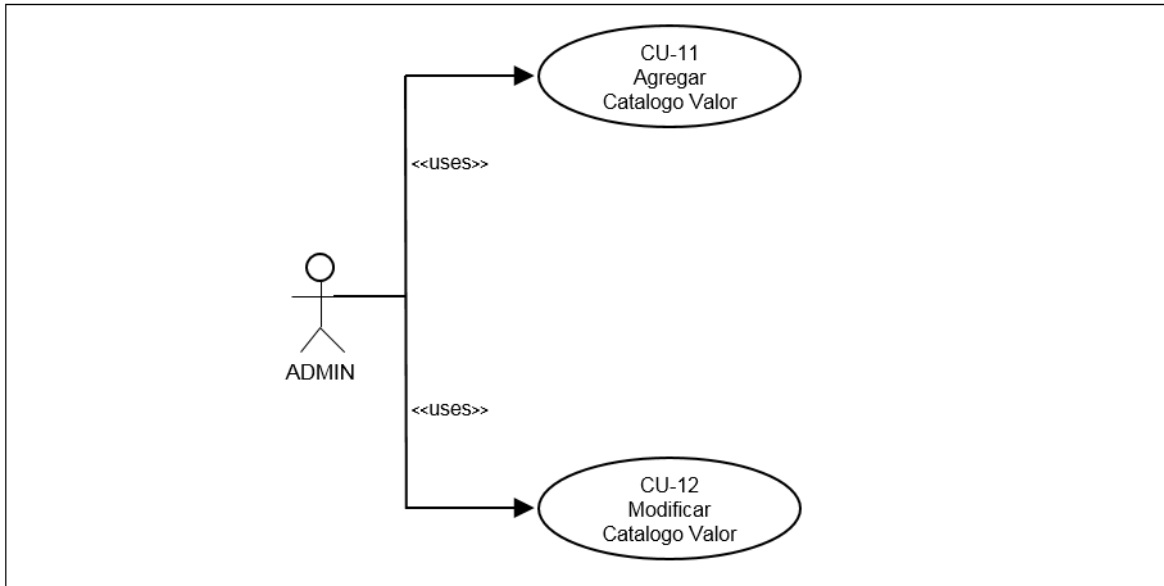 CU-11
Agregar
Catalogo Valor
<<uses>>
ADMIN
<<uses>>
CU-12
Modificar
Catalogo Valor